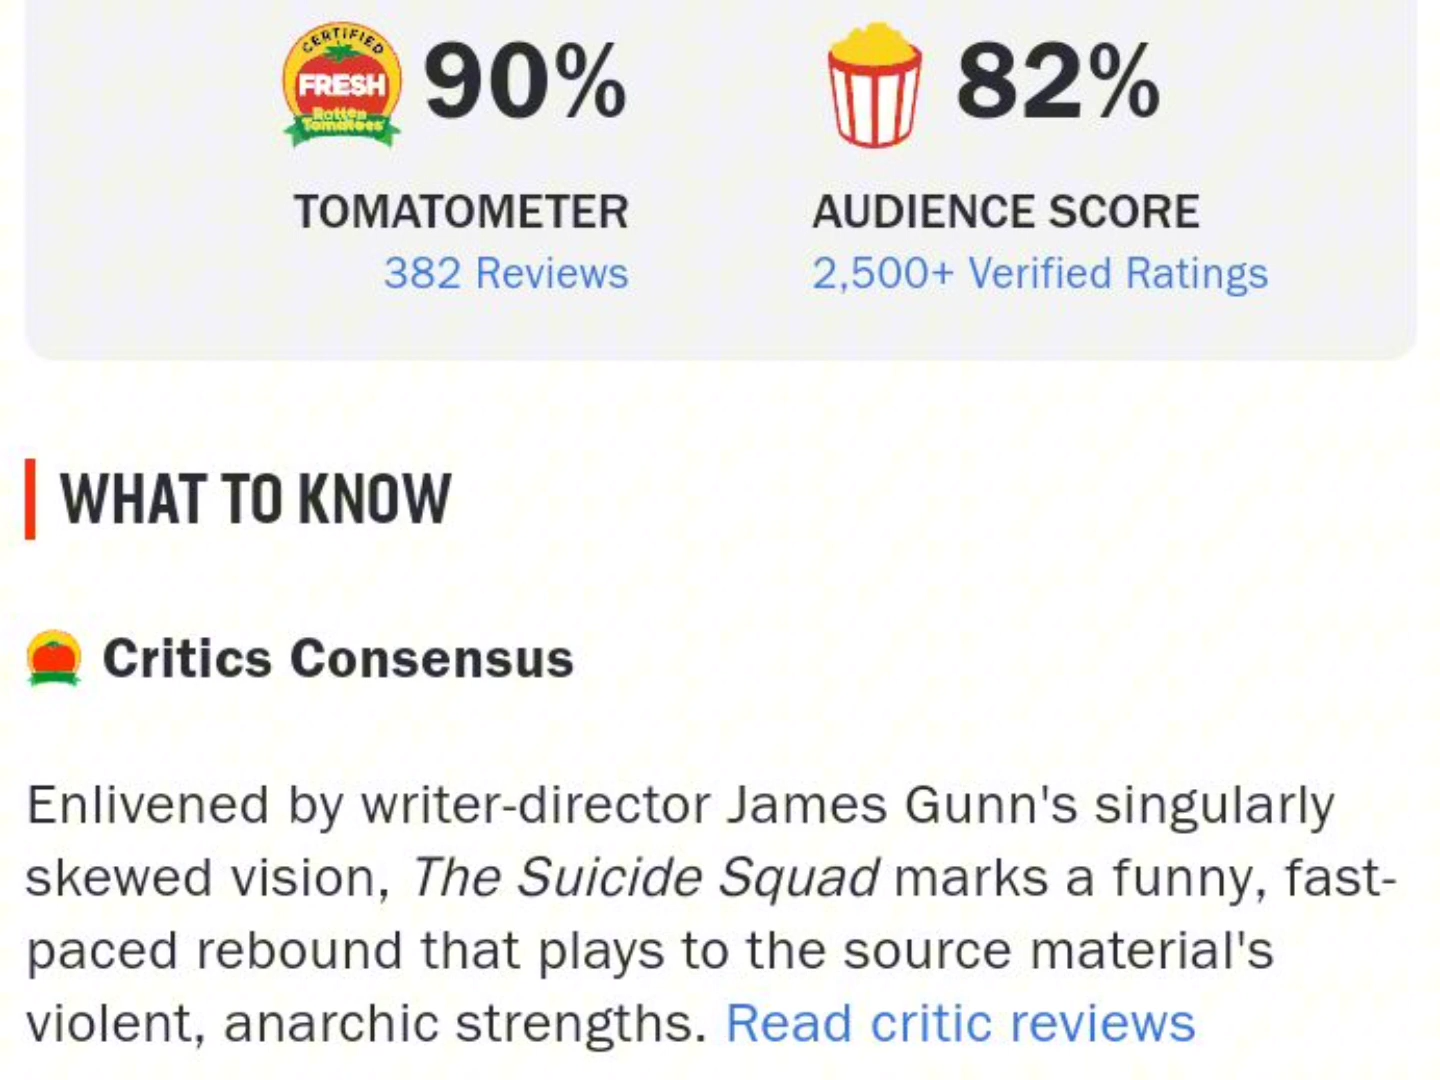 CERTIFIED
FRESH
Rotten
Tomatoes
90%
82%
TOMATOMETER
AUDIENCE SCORE
382 Reviews
2,500+ Verified Ratings
WHAT TO KNOW
Critics Consensus
Enlivened by writer-director James Gunn's singularly
skewed vision, The Suicide Squad marks a funny, fast-
paced rebound that plays to the source material's
violent, anarchic strengths. Read critic reviews